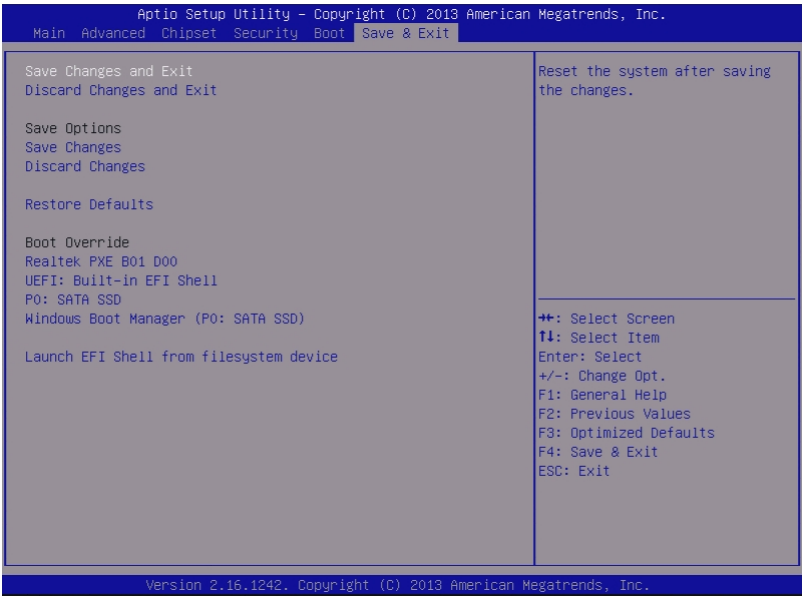 Aptio Setup Utility – Copyright (C) 2013 American Megatrends, Inc.
Main Advanced Chipset Security Boot Save & Exit
Save Changes and Exit
Discard Changes and Exit
Save Options
Save Changes
Discard Changes
Restore Defaults
Boot Override
Realtek PXE B01 D00
UEFI: Built-in EFI Shell
P0: SATA SSD
Windows Boot Manager (P0: SATA SSD)
Launch EFI Shell from filesystem device
Reset the system after saving
the changes.
→←: Select Screen
↑↓: Select Item
Enter: Select
+/-: Change Opt.
F1: General Help
F2: Previous Values
F3: Optimized Defaults
F4: Save & Exit
ESC: Exit
Version 2.16.1242. Copyright (C) 2013 American Megatrends, Inc.